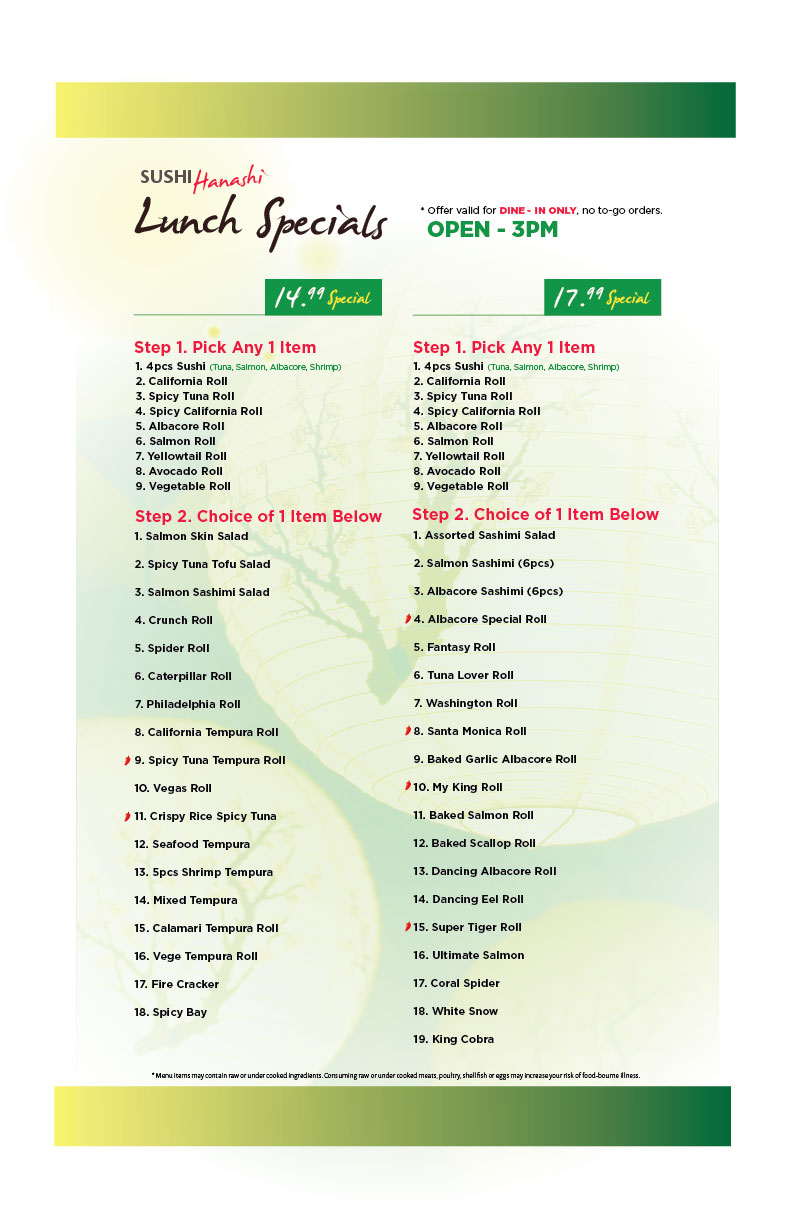 SUSHI Hanashi
Lunch Specials
* Offer valid for DINE - IN ONLY, no to-go orders.
OPEN - 3PM
14.99 Special
Step 1. Pick Any 1 Item
1. 4pcs Sushi (Tuna, Salmon, Albacore, Shrimp)
2. California Roll
3. Spicy Tuna Roll
4. Spicy California Roll
5. Albacore Roll
6. Salmon Roll
7. Yellowtail Roll
8. Avocado Roll
9. Vegetable Roll
Step 2. Choice of 1 Item Below
1. Salmon Skin Salad
2. Spicy Tuna Tofu Salad
3. Salmon Sashimi Salad
4. Crunch Roll
5. Spider Roll
6. Caterpillar Roll
7. Philadelphia Roll
8. California Tempura Roll
9. Spicy Tuna Tempura Roll
10. Vegas Roll
11. Crispy Rice Spicy Tuna
12. Seafood Tempura
13. 5pcs Shrimp Tempura
14. Mixed Tempura
15. Calamari Tempura Roll
16. Vege Tempura Roll
17. Fire Cracker
18. Spicy Bay
17.99 Special
Step 1. Pick Any 1 Item
1. 4pcs Sushi (Tuna, Salmon, Albacore, Shrimp)
2. California Roll
3. Spicy Tuna Roll
4. Spicy California Roll
5. Albacore Roll
6. Salmon Roll
7. Yellowtail Roll
8. Avocado Roll
9. Vegetable Roll
Step 2. Choice of 1 Item Below
1. Assorted Sashimi Salad
2. Salmon Sashimi (6pcs)
3. Albacore Sashimi (6pcs)
4. Albacore Special Roll
5. Fantasy Roll
6. Tuna Lover Roll
7. Washington Roll
8. Santa Monica Roll
9. Baked Garlic Albacore Roll
10. My King Roll
11. Baked Salmon Roll
12. Baked Scallop Roll
13. Dancing Albacore Roll
14. Dancing Eel Roll
15. Super Tiger Roll
16. Ultimate Salmon
17. Coral Spider
18. White Snow
19. King Cobra
* Menu items may contain raw or under cooked ingredients. Consuming raw or under cooked meats, poultry, shellfish or eggs may increase your risk of food-bourne illness.